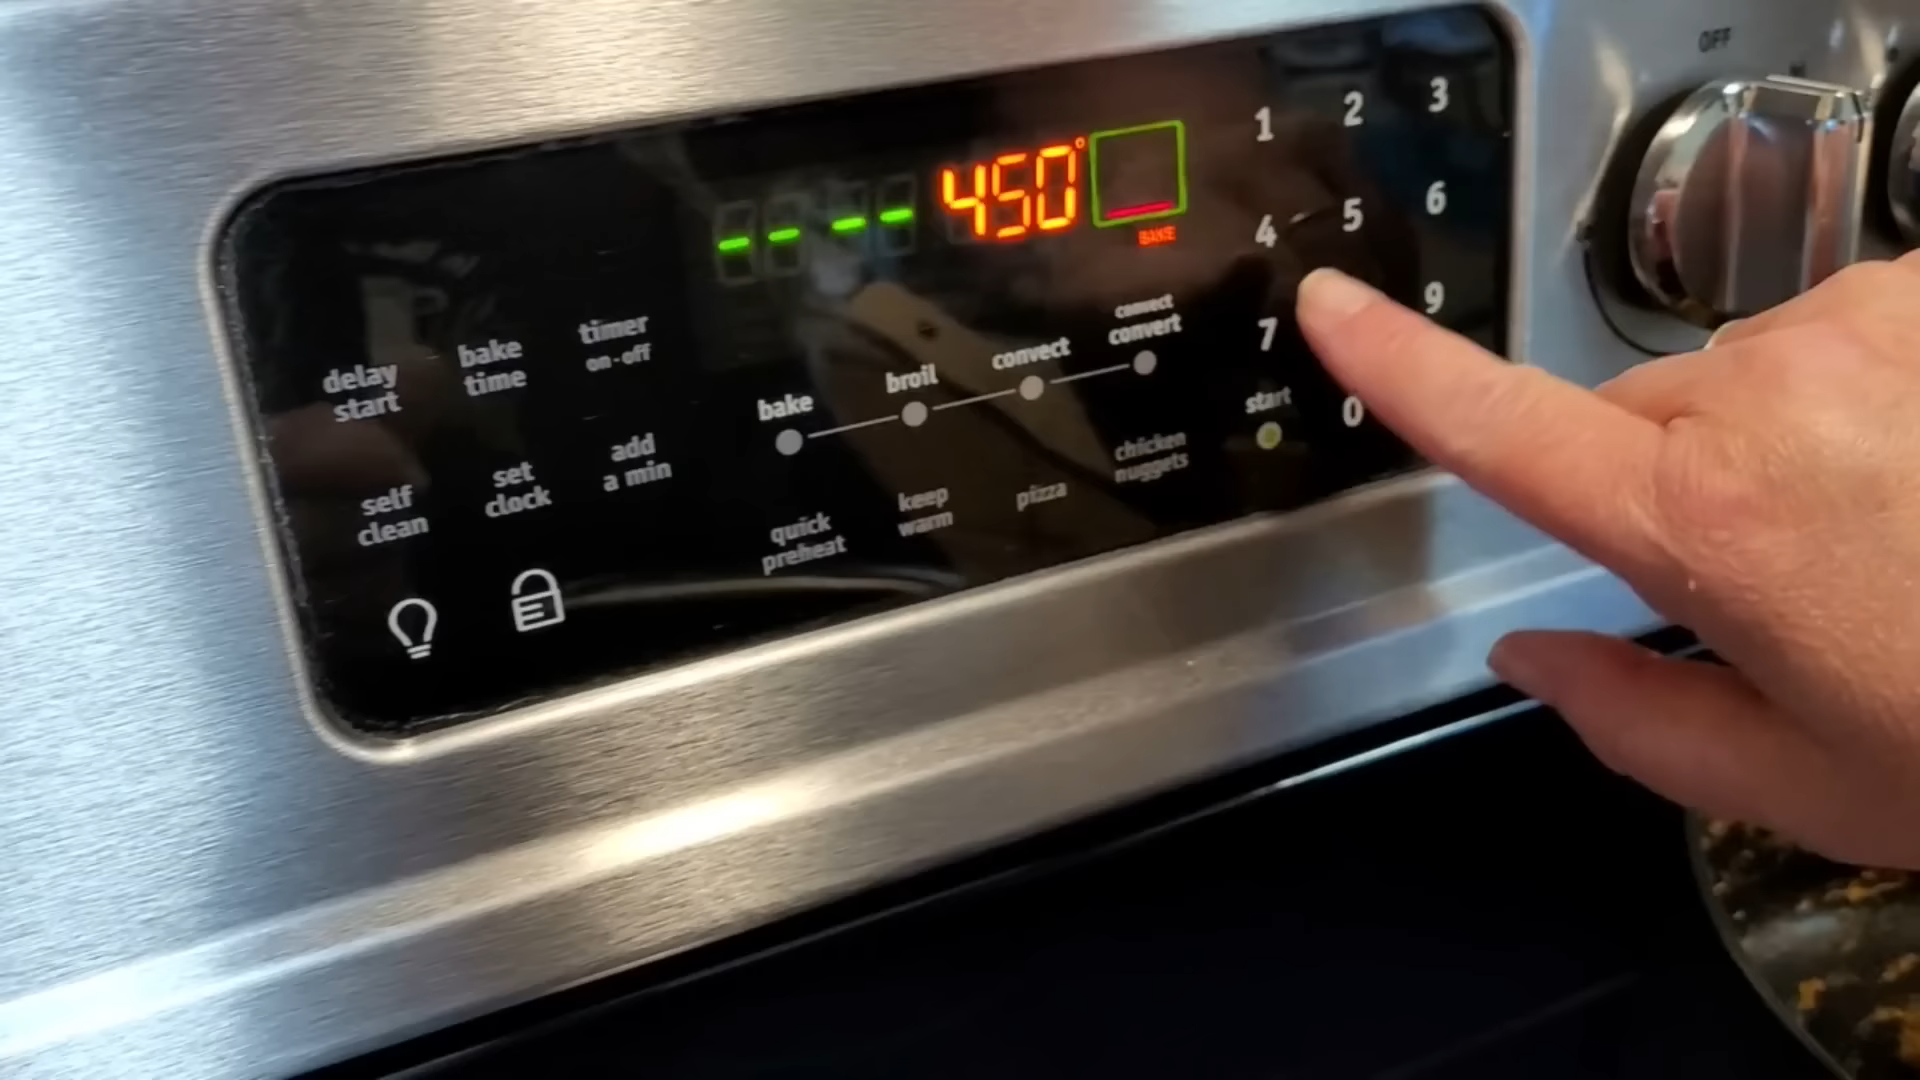 OFF
- - - - 450°
BAKE
1 2 3
4 5 6
7 9
start 0
delay
start
bake
time
timer
on-off
self
clean
set
clock
add
a min
bake
broil
convect
convect
convert
quick
preheat
keep
warm
pizza
chicken
nuggets